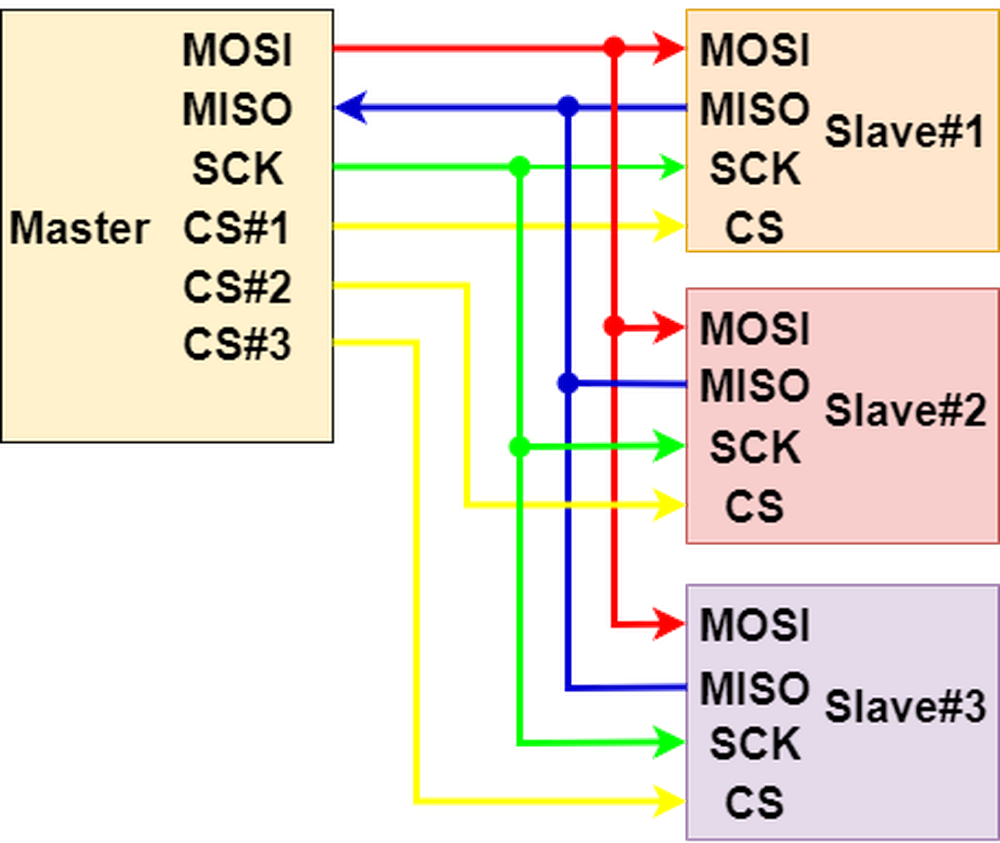 MOSI
MISO
SCK
Master CS#1
CS#2
CS#3
MOSI
MISO Slave#1
SCK
CS
MOSI
MISO Slave#2
SCK
CS
MOSI
MISO Slave#3
SCK
CS